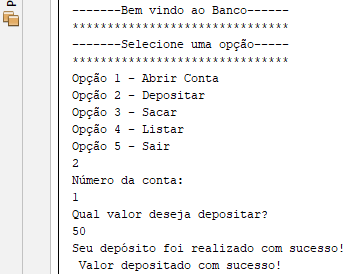 -------Bem vindo ao Banco------
*******************************
-------Selecione uma opção-----
*******************************
Opção 1 - Abrir Conta
Opção 2 - Depositar
Opção 3 - Sacar
Opção 4 - Listar
Opção 5 - Sair
2
Número da conta:
1
Qual valor deseja depositar?
50
Seu depósito foi realizado com sucesso!
 Valor depositado com sucesso!